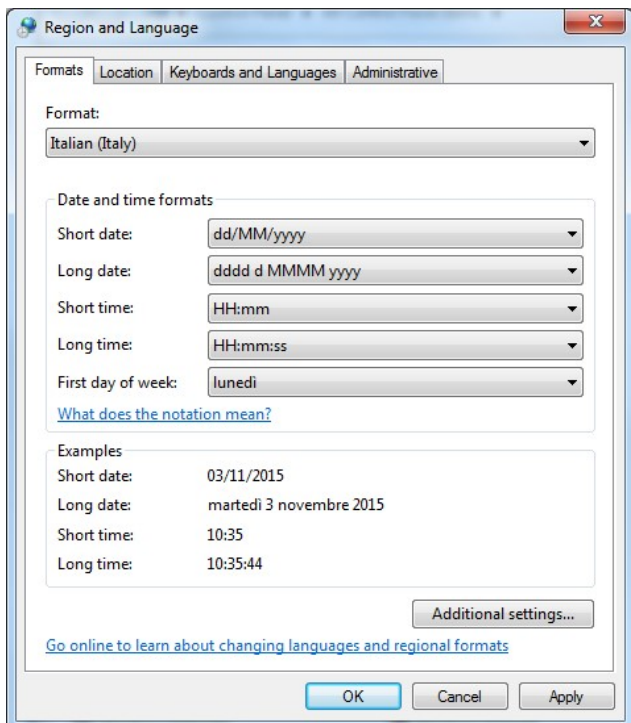 Region and Language
Formats Location Keyboards and Languages Administrative
Format:
Italian (Italy)
Date and time formats
Short date: dd/MM/yyyy
Long date: dddd d MMMM yyyy
Short time: HH:mm
Long time: HH:mm:ss
First day of week: lunedì
What does the notation mean?
Examples
Short date: 03/11/2015
Long date: martedì 3 novembre 2015
Short time: 10:35
Long time: 10:35:44
Additional settings...
Go online to learn about changing languages and regional formats
OK Cancel Apply